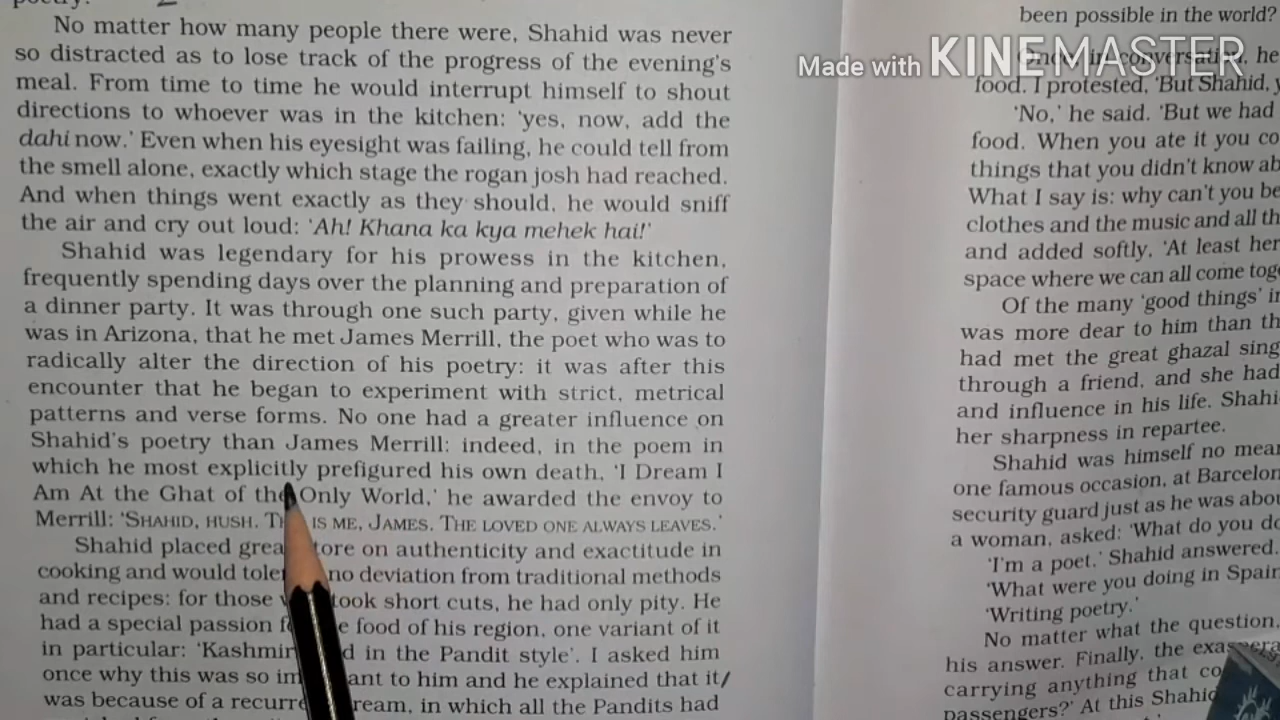 No matter how many people there were, Shahid was never
so distracted as to lose track of the progress of the evening's
meal. From time to time he would interrupt himself to shout
directions to whoever was in the kitchen: 'yes, now, add the
dahi now.' Even when his eyesight was failing, he could tell from
the smell alone, exactly which stage the rogan josh had reached.
And when things went exactly as they should, he would sniff
the air and cry out loud: 'Ah! Khana ka kya mehek hai!'
Shahid was legendary for his prowess in the kitchen,
frequently spending days over the planning and preparation of
a dinner party. It was through one such party, given while he
was in Arizona, that he met James Merrill, the poet who was to
radically alter the direction of his poetry: it was after this
encounter that he began to experiment with strict, metrical
patterns and verse forms. No one had a greater influence on
Shahid's poetry than James Merrill: indeed, in the poem in
which he most explicitly prefigured his own death, 'I Dream I
Am At the Ghat of the Only World,' he awarded the envoy to
Merrill: 'SHAHID, HUSH. IS ME, JAMES. THE LOVED ONE ALWAYS LEAVES.'
Shahid placed on authenticity and exactitude in
cooking and would no deviation from traditional methods
and recipes: for those took short cuts, he had only pity. He
had a special passion food of his region, one variant of it
in particular: in the Pandit style'. I asked him
once why this was so to him and he explained that it
was because of a in which all the Pandits had
been possible in the world?
Made with KINEMASTER
Once in conversation, he
food. I protested, 'But Shahid,
'No,' he said. 'But we had
food. When you ate it you
things that you didn't know
What I say is: why can't you
clothes and the music and all
and added softly, 'At least
space where we can all come
Of the many 'good things'
was more dear to him than
had met the great ghazal
through a friend, and she had
and influence in his life.
her sharpness in repartee.
Shahid was himself no
one famous occasion, at
security guard just as he was
a woman, asked: 'What do you
'I'm a poet,' Shahid answered.
'What were you doing in
'Writing poetry.'
No matter what the question,
his answer. Finally, the
carrying anything that
passengers?' At this